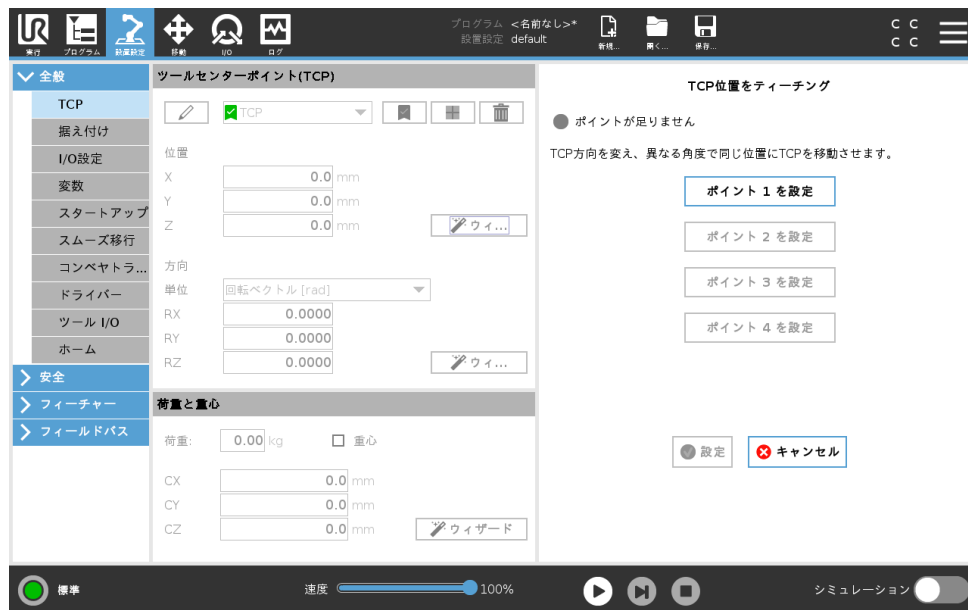 UR
実行
プログラム
設置設定
移動
I/O
ログ
プログラム <名前なし>*
設置設定 default
新規...
開く...
保存...
C C
C C
全般
TCP
据え付け
I/O設定
変数
スタートアップ
スムーズ移行
コンベヤトラ...
ドライバー
ツール I/O
ホーム
安全
フィーチャー
フィールドバス
ツールセンターポイント(TCP)
TCP
位置
X 0.0 mm
Y 0.0 mm
Z 0.0 mm ウィ...
方向
単位 回転ベクトル [rad]
RX 0.0000
RY 0.0000
RZ 0.0000 ウィ...
荷重と重心
荷重: 0.00 kg 重心
CX 0.0 mm
CY 0.0 mm
CZ 0.0 mm ウィザード
TCP位置をティーチング
ポイントが足りません
TCP方向を変え、異なる角度で同じ位置にTCPを移動させます。
ポイント 1 を設定
ポイント 2 を設定
ポイント 3 を設定
ポイント 4 を設定
設定 キャンセル
標準
速度 100%
シミュレーション